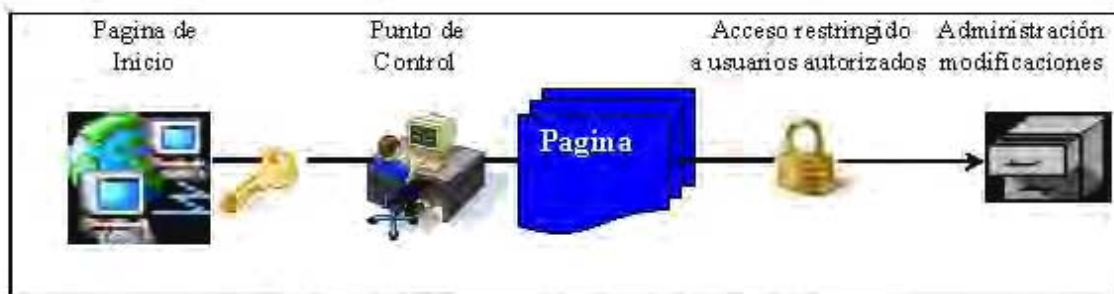 Pagina de
Inicio
Punto de
Control
Acceso restringido
a usuarios autorizados
Administración
modificaciones
Pagina